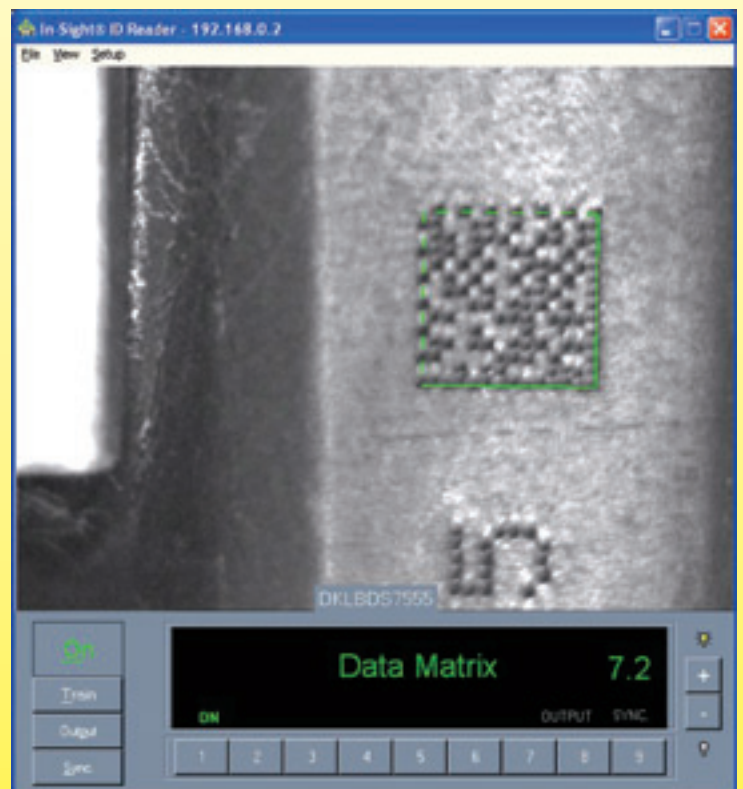 In-Sight® ID Reader - 192.168.0.2
File View Setup
5
DKLBDS7555
On
Train
Output
Sync
Data Matrix 7.2
ON OUTPUT SYNC
+
-
1 2 3 4 5 6 7 8 9